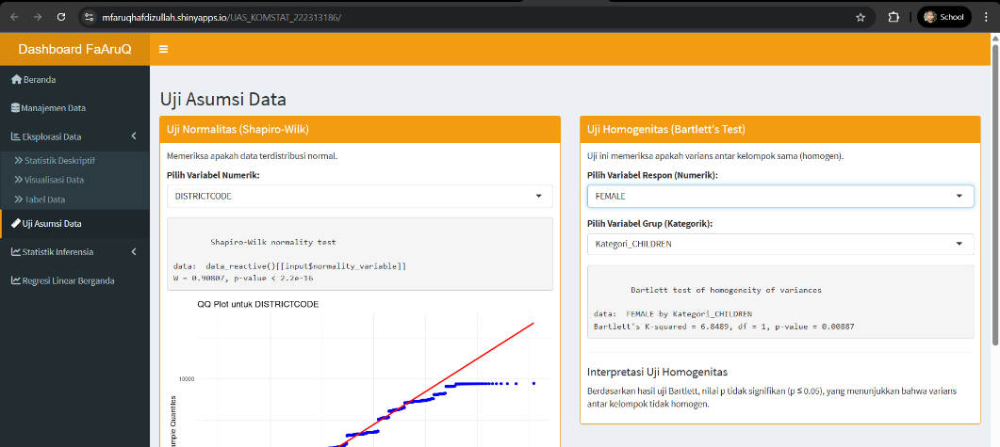 mfaruqhafdizullah.shinyapps.io/UAS_KOMSTAT_222313186/
School
Dashboard FaAruQ
Beranda
Manajemen Data
Eksplorasi Data
Statistik Deskriptif
Visualisasi Data
Tabel Data
Uji Asumsi Data
Statistik Inferensia
Regresi Linear Berganda
Uji Asumsi Data
Uji Normalitas (Shapiro-Wilk)
Memeriksa apakah data terdistribusi normal.
Pilih Variabel Numerik:
DISTRICTCODE
Shapiro-Wilk normality test
data:  data_reactive()[[input$normality_variable]]
W = 0.90807, p-value < 2.2e-16
QQ Plot untuk DISTRICTCODE
10000
ample Quantiles
Uji Homogenitas (Bartlett's Test)
Uji ini memeriksa apakah varians antar kelompok sama (homogen).
Pilih Variabel Respon (Numerik):
FEMALE
Pilih Variabel Grup (Kategorik):
Kategori_CHILDREN
Bartlett test of homogeneity of variances
data:  FEMALE by Kategori_CHILDREN
Bartlett's K-squared = 6.8489, df = 1, p-value = 0.00887
Interpretasi Uji Homogenitas
Berdasarkan hasil uji Bartlett, nilai p tidak signifikan (p ≤ 0.05), yang menunjukkan bahwa varians
antar kelompok tidak homogen.